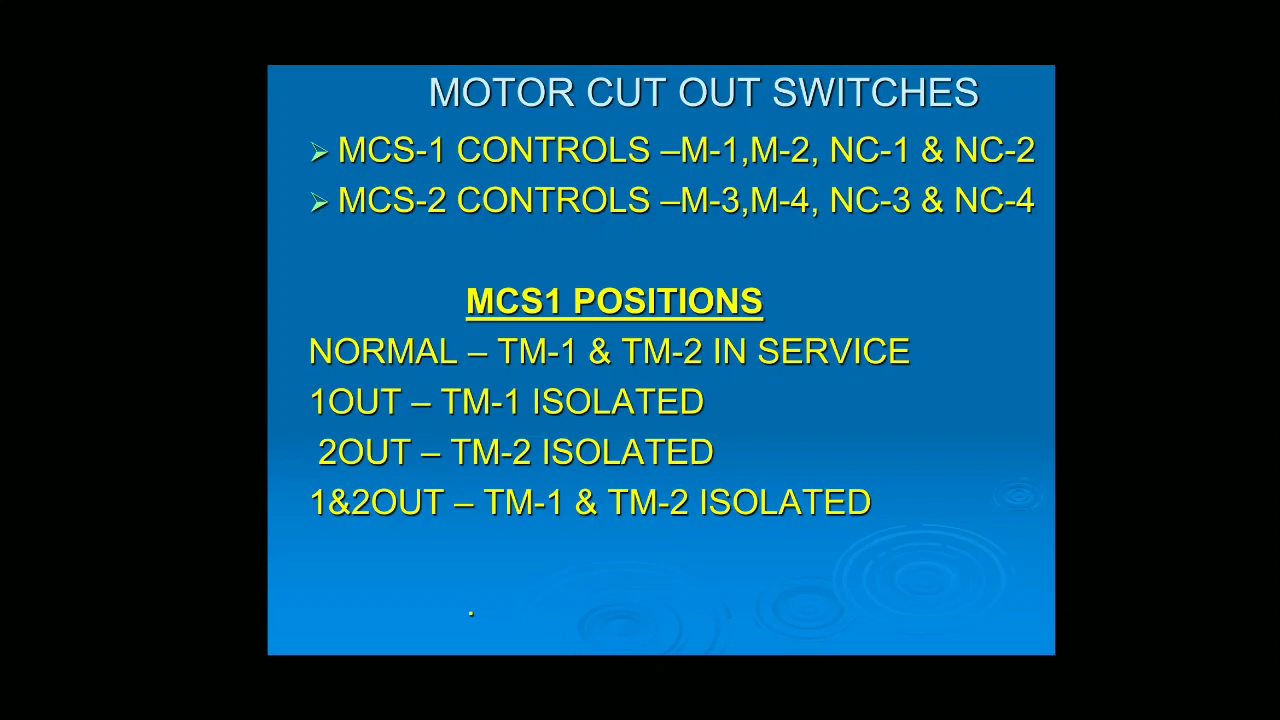 MOTOR CUT OUT SWITCHES
MCS-1 CONTROLS –M-1,M-2, NC-1 & NC-2
MCS-2 CONTROLS –M-3,M-4, NC-3 & NC-4
MCS1 POSITIONS
NORMAL – TM-1 & TM-2 IN SERVICE
1OUT – TM-1 ISOLATED
2OUT – TM-2 ISOLATED
1&2OUT – TM-1 & TM-2 ISOLATED
.